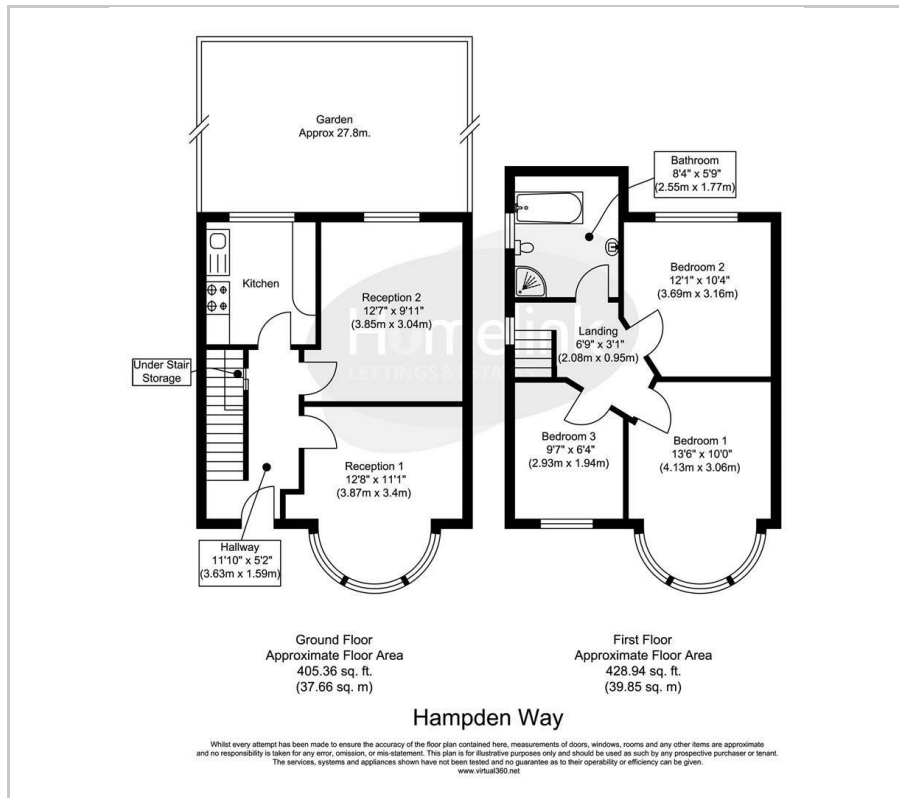 Garden
Approx 27.8m.
Kitchen
Reception 2
12'7" x 9'11"
(3.85m x 3.04m)
Under Stair
Storage
Reception 1
12'8" x 11'1"
(3.87m x 3.4m)
Hallway
11'10" x 5'2"
(3.63m x 1.59m)
Ground Floor
Approximate Floor Area
405.36 sq. ft.
(37.66 sq. m)
Bathroom
8'4" x 5'9"
(2.55m x 1.77m)
Bedroom 2
12'1" x 10'4"
(3.69m x 3.16m)
Landing
6'9" x 3'1"
(2.08m x 0.95m)
Bedroom 3
9'7" x 6'4"
(2.93m x 1.94m)
Bedroom 1
13'6" x 10'0"
(4.13m x 3.06m)
First Floor
Approximate Floor Area
428.94 sq. ft.
(39.85 sq. m)
Homelink
LETTINGS & ESTA
Hampden Way
Whilst every attempt has been made to ensure the accuracy of the floor plan contained here, measurements of doors, windows, rooms and any other items are approximate
and no responsibility is taken for any error, omission, or mis-statement. This plan is for illustrative purposes only and should be used as such by any prospective purchaser or tenant.
The services, systems and appliances shown have not been tested and no guarantee as to their operability or efficiency can be given.
www.virtual360.net